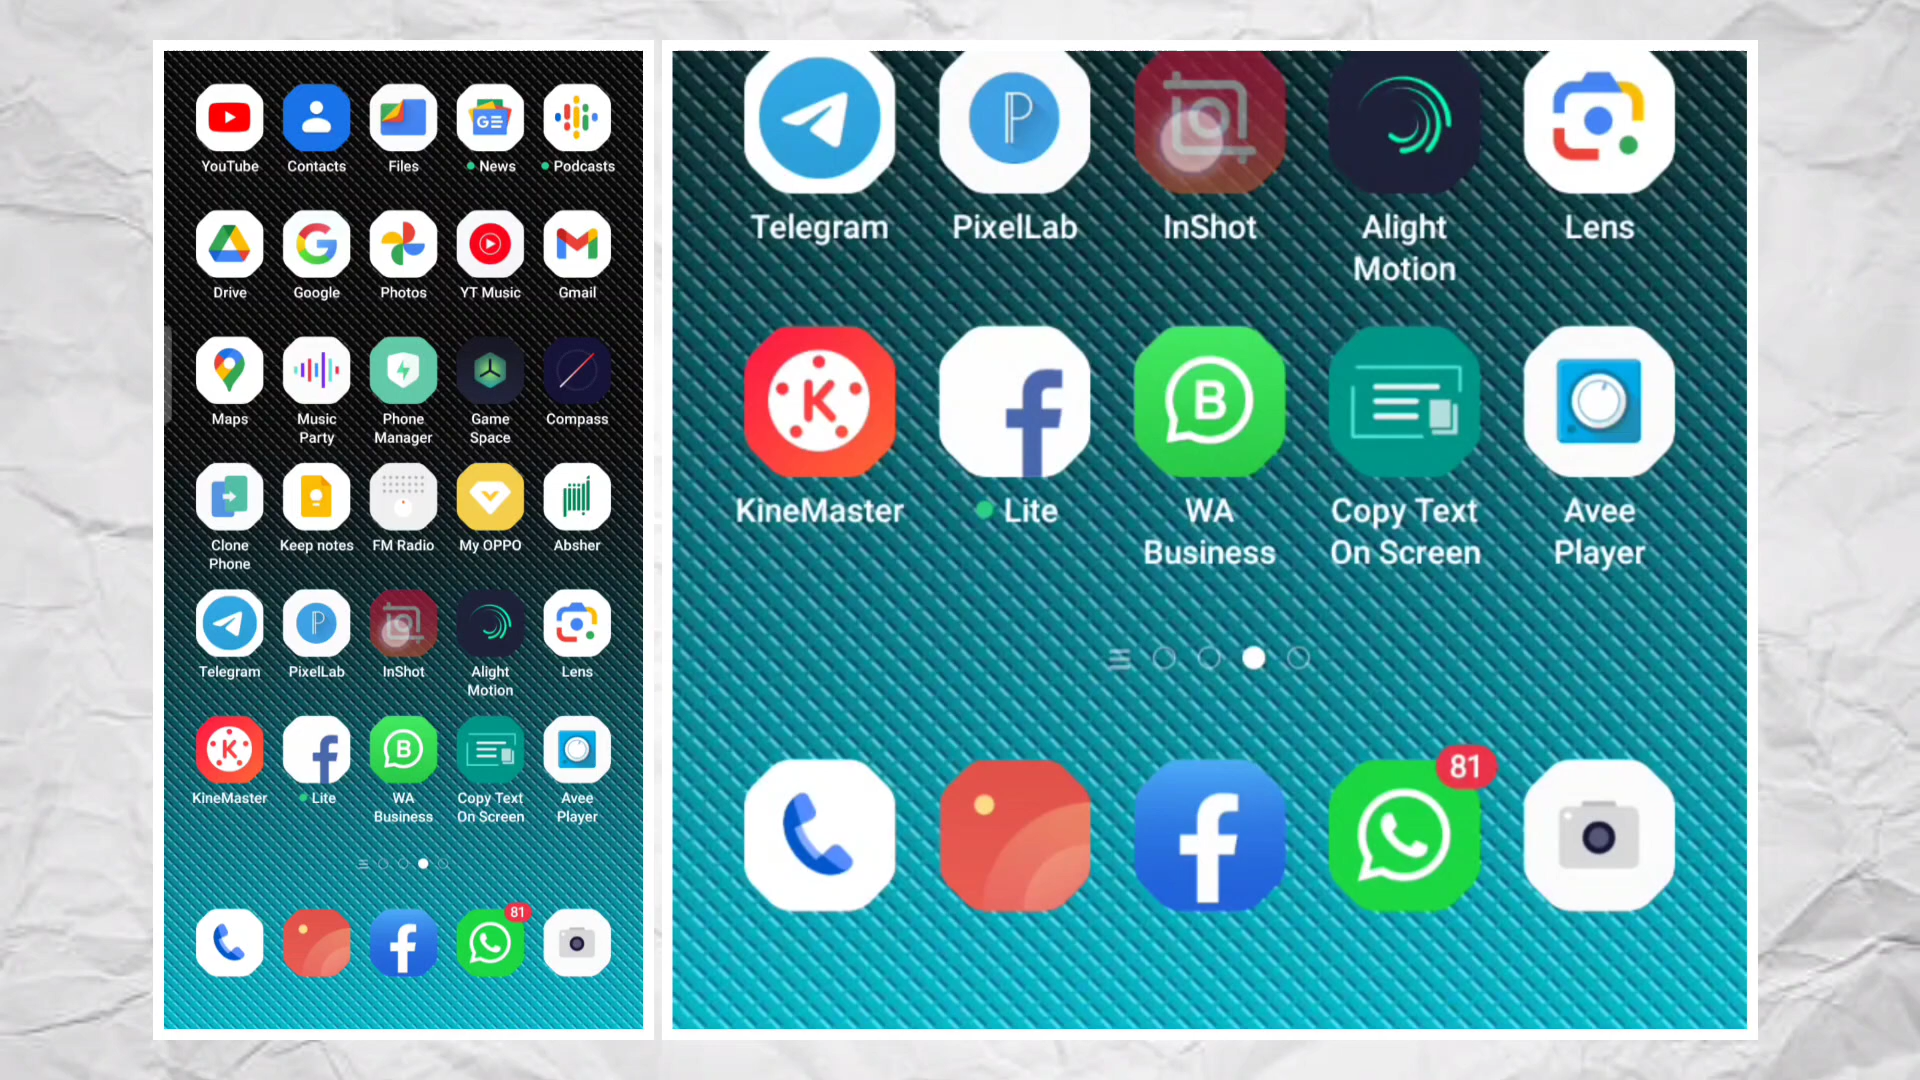 YouTube Contacts Files News Podcasts
GE
Drive Google Photos YT Music Gmail
Maps Music Party Phone Manager Game Space Compass
Clone Phone Keep notes FM Radio My OPPO Absher
P
Telegram PixelLab InShot Alight Motion Lens
K f B
KineMaster Lite WA Business Copy Text On Screen Avee Player
81
f
P
Telegram PixelLab InShot Alight Motion Lens
K f B
KineMaster Lite WA Business Copy Text On Screen Avee Player
81
f